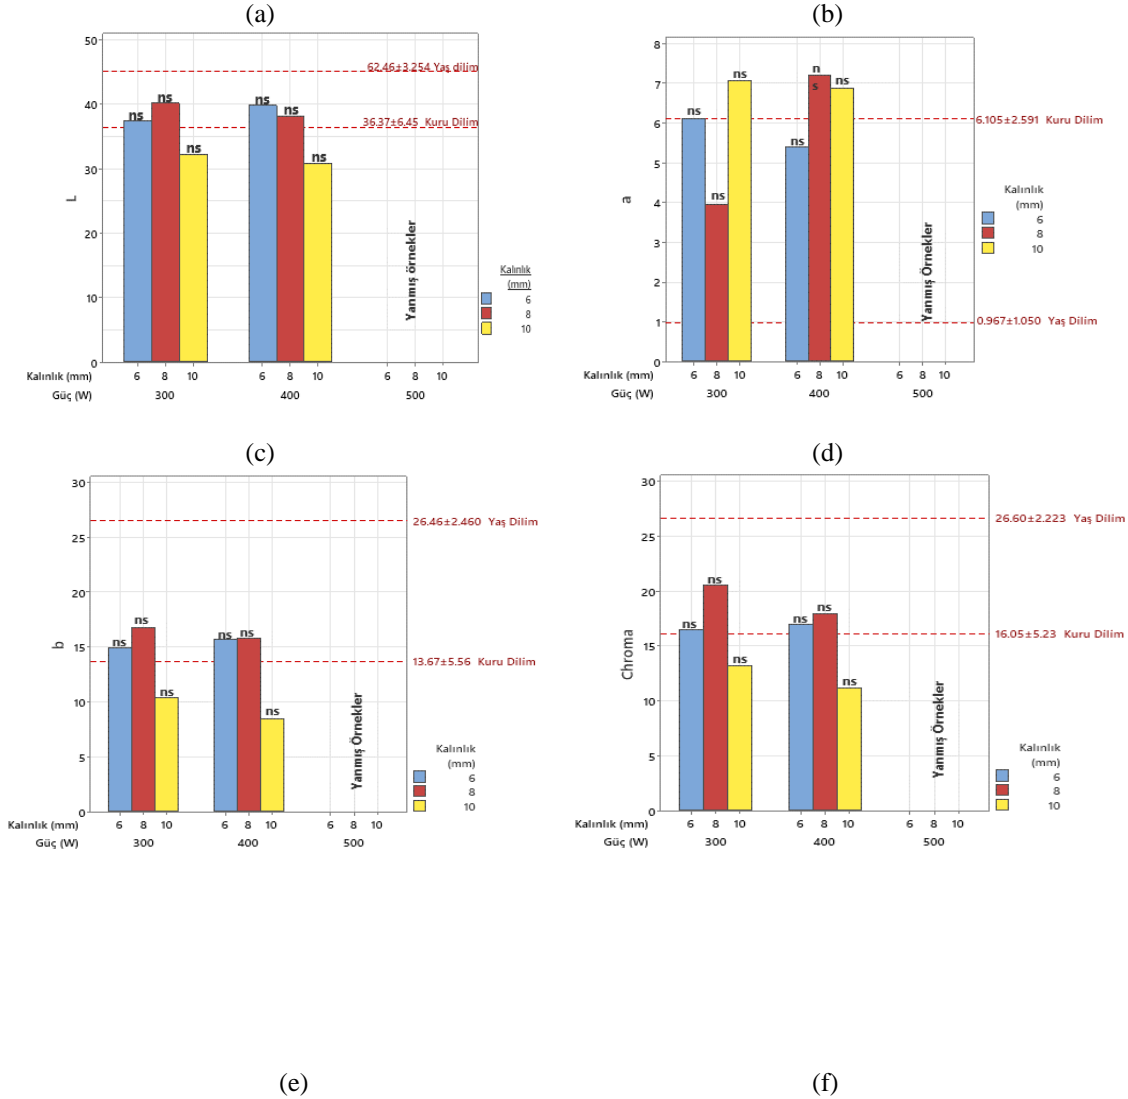 (a)
(b)
50
40
30
20
10
0
L
62.46±3.254 Yaş dilim
36.37±6.45 Kuru Dilim
ns
ns
ns
ns
ns
ns
Yanmış örnekler
Kalınlık
(mm)
6
8
10
Kalınlık (mm) 6 8 10 6 8 10 6 8 10
Güç (W) 300 400 500
8
7
6
5
4
3
2
1
0
a
ns
ns
ns
ns
n
s
ns
6.105±2.591 Kuru Dilim
0.967±1.050 Yaş Dilim
Yanmış Örnekler
Kalınlık
(mm)
6
8
10
Kalınlık (mm) 6 8 10 6 8 10 6 8 10
Güç (W) 300 400 500
(c)
(d)
30
25
20
15
10
5
0
b
26.46±2.460 Yaş Dilim
13.67±5.56 Kuru Dilim
ns
ns
ns
ns
ns
ns
Yanmış Örnekler
Kalınlık
(mm)
6
8
10
Kalınlık (mm) 6 8 10 6 8 10 6 8 10
Güç (W) 300 400 500
30
25
20
15
10
5
0
Chroma
26.60±2.223 Yaş Dilim
16.05±5.23 Kuru Dilim
ns
ns
ns
ns
ns
ns
Yanmış Örnekler
Kalınlık
(mm)
6
8
10
Kalınlık (mm) 6 8 10 6 8 10 6 8 10
Güç (W) 300 400 500
(e)
(f)